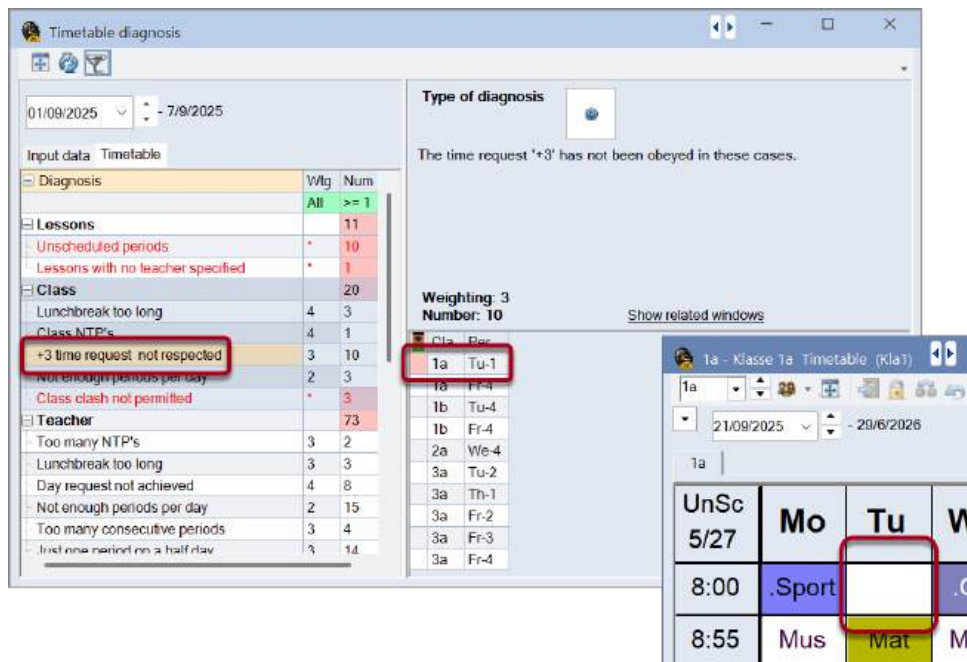 Timetable diagnosis
01/09/2025 - 7/9/2025
Input data Timetable
Diagnosis Wtg Num
All >= 1
Lessons 11
Unscheduled periods * 10
Lessons with no teacher specified * 1
Class 20
Lunchbreak too long 4 3
Class NTP's 4 1
+3 time request not respected 3 10
Not enough periods per day 2 3
Class clash not permitted * 3
Teacher 73
Too many NTP's 3 2
Lunchbreak too long 3 3
Day request not achieved 4 8
Not enough periods per day 2 15
Too many consecutive periods 3 4
Just one period on a half day 3 14
Type of diagnosis
The time request '+3' has not been obeyed in these cases.
Weighting: 3
Number: 10 Show related windows
Cla Per
1a Tu-1
1a Fr-4
1b Tu-4
1b Fr-4
2a We-4
3a Tu-2
3a Th-1
3a Fr-2
3a Fr-3
3a Fr-4
1a - Klasse 1a Timetable (Kla1)
1a
21/09/2025 - 29/6/2026
1a
UnSc
5/27
Mo Tu W
8:00 .Sport
8:55 Mus Mat M